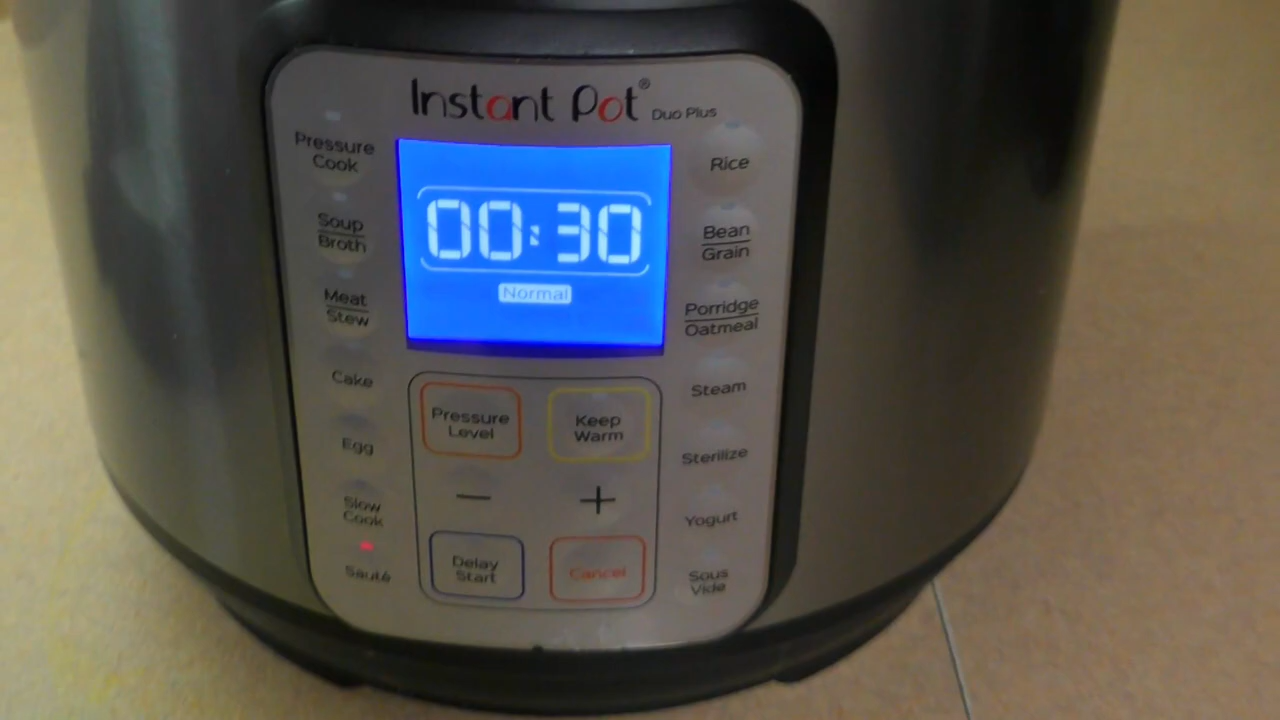 Instant Pot® Duo Plus
Pressure
Cook
Soup
Broth
Meat
Stew
Cake
Egg
Slow
Cook
Sauté
00:30
Normal
Pressure
Level
Keep
Warm
−
+
Delay
Start
Cancel
Rice
Bean
Grain
Porridge
Oatmeal
Steam
Sterilize
Yogurt
Sous
Vide